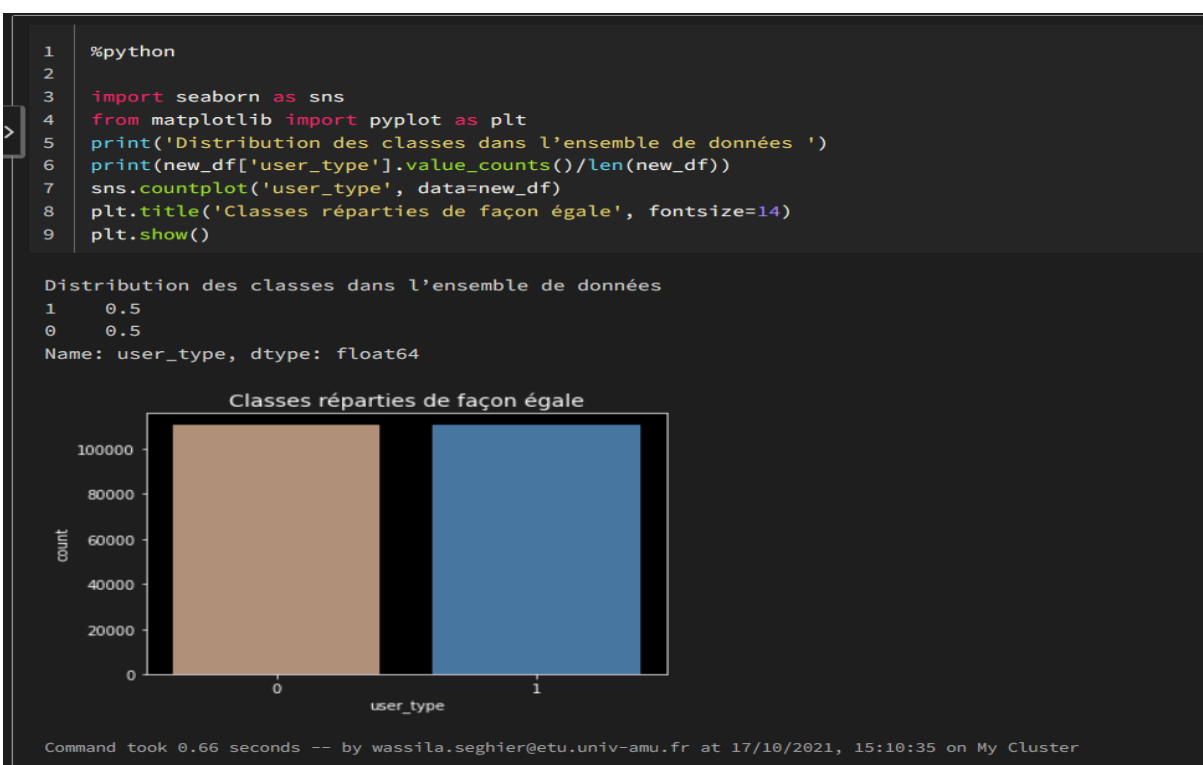 1 %python
2
3 import seaborn as sns
4 from matplotlib import pyplot as plt
5 print('Distribution des classes dans l’ensemble de données ')
6 print(new_df['user_type'].value_counts()/len(new_df))
7 sns.countplot('user_type', data=new_df)
8 plt.title('Classes réparties de façon égale', fontsize=14)
9 plt.show()
>
Distribution des classes dans l’ensemble de données
1 0.5
0 0.5
Name: user_type, dtype: float64
Classes réparties de façon égale
100000
80000
60000
40000
20000
0
count
0 1
user_type
Command took 0.66 seconds -- by wassila.seghier@etu.univ-amu.fr at 17/10/2021, 15:10:35 on My Cluster